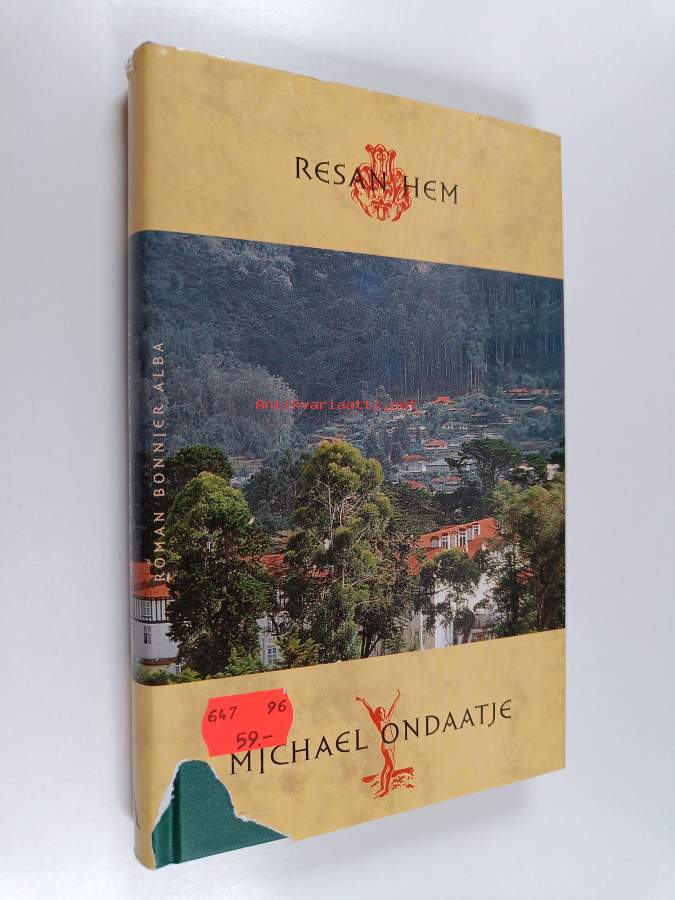 RESAN HEM
ROMAN BONNIER ALBA
Antikvariaatti.net
647 96
59.-
MICHAEL ONDAATJE